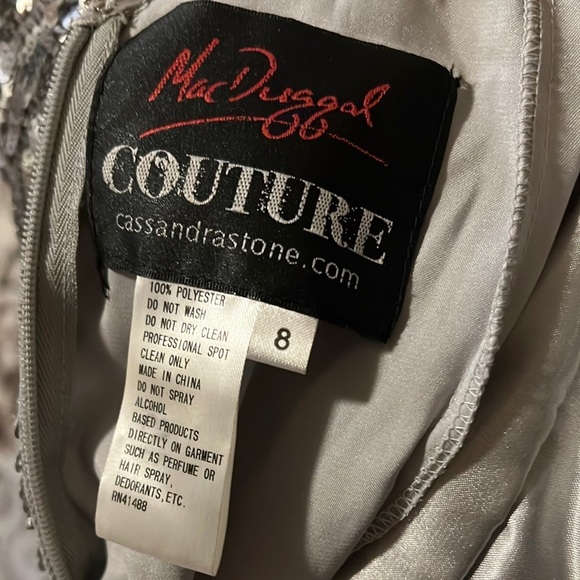 Mac Duggal
COUTURE
cassandrastone.com
100% POLYESTER
DO NOT WASH
DO NOT DRY CLEAN
PROFESSIONAL SPOT
CLEAN ONLY
MADE IN CHINA
DO NOT SPRAY
ALCOHOL
BASED PRODUCTS
DIRECTLY ON GARMENT
SUCH AS PERFUME OR
HAIR SPRAY,
DEDORANTS,ETC.
RN41488
8